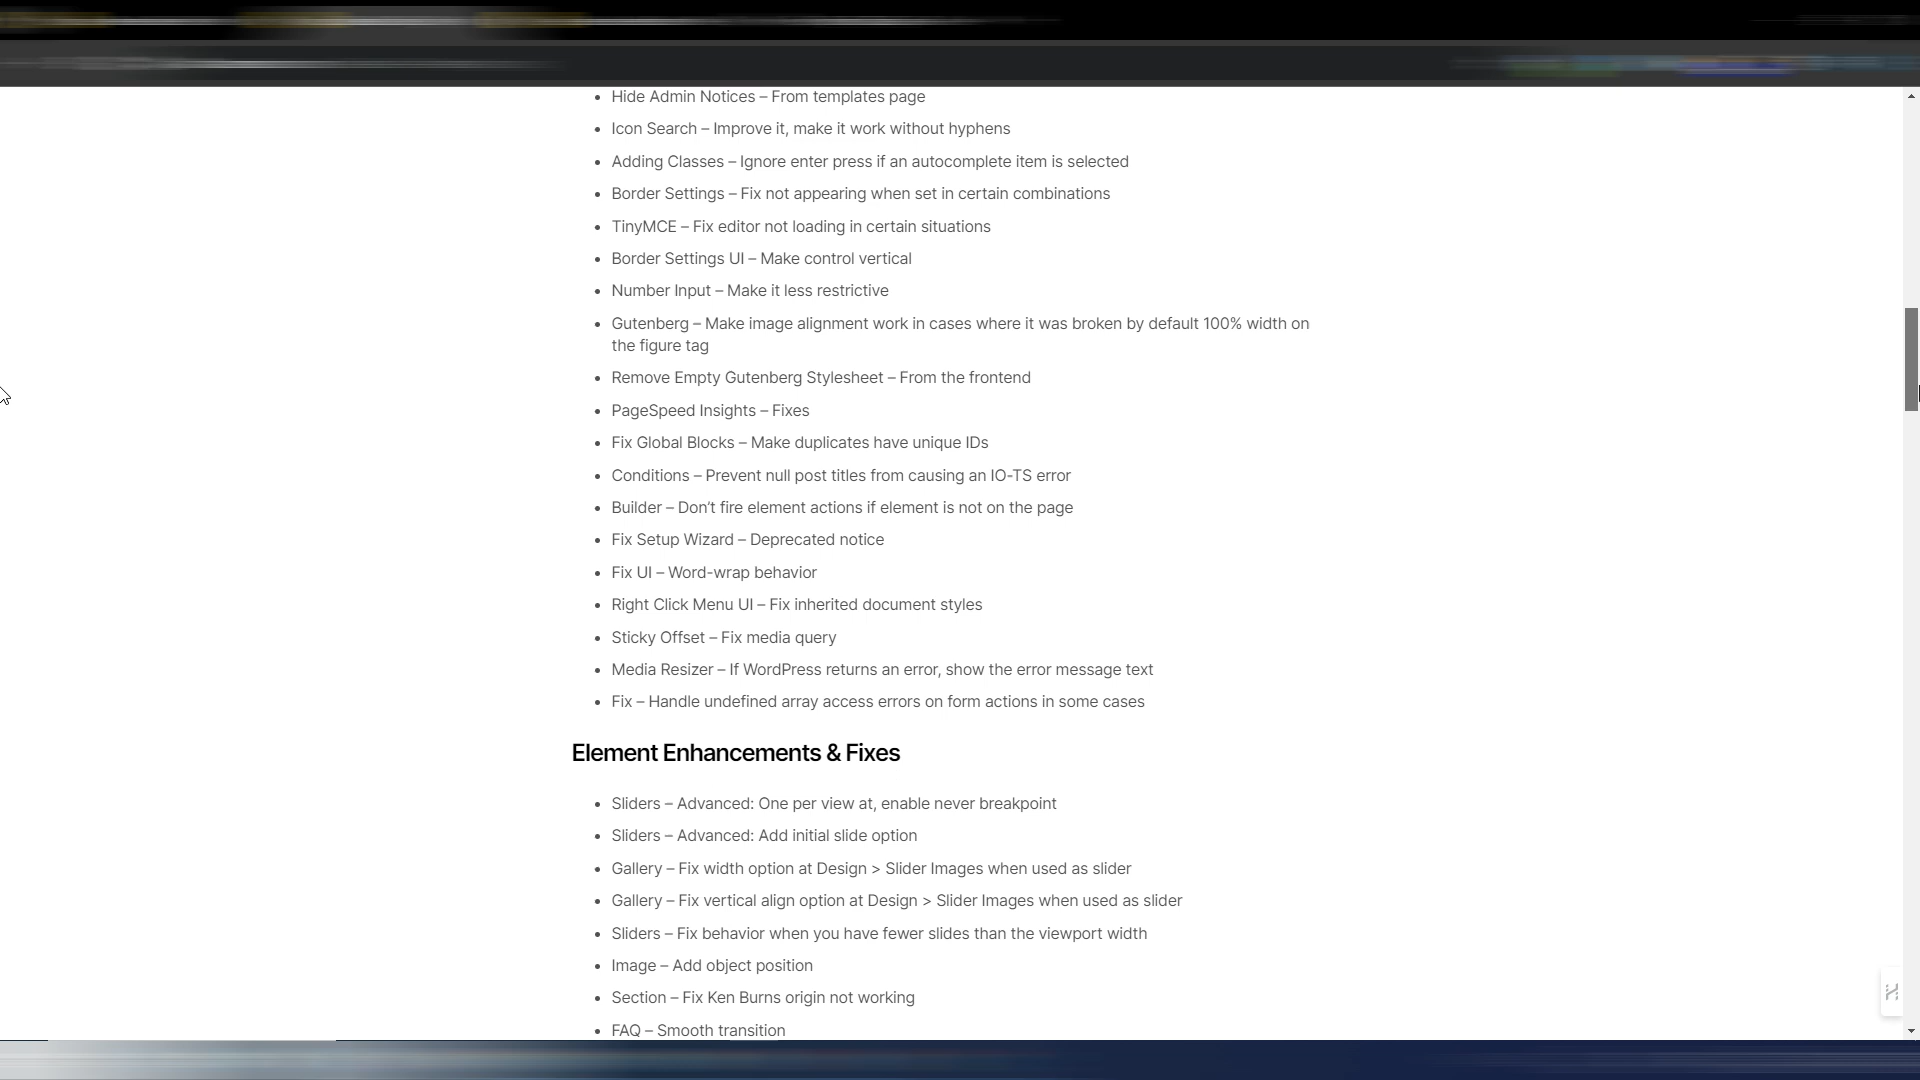 Hide Admin Notices – From templates page
Icon Search – Improve it, make it work without hyphens
Adding Classes – Ignore enter press if an autocomplete item is selected
Border Settings – Fix not appearing when set in certain combinations
TinyMCE – Fix editor not loading in certain situations
Border Settings UI – Make control vertical
Number Input – Make it less restrictive
Gutenberg – Make image alignment work in cases where it was broken by default 100% width on
the figure tag
Remove Empty Gutenberg Stylesheet – From the frontend
PageSpeed Insights – Fixes
Fix Global Blocks – Make duplicates have unique IDs
Conditions – Prevent null post titles from causing an IO-TS error
Builder – Don’t fire element actions if element is not on the page
Fix Setup Wizard – Deprecated notice
Fix UI – Word-wrap behavior
Right Click Menu UI – Fix inherited document styles
Sticky Offset – Fix media query
Media Resizer – If WordPress returns an error, show the error message text
Fix – Handle undefined array access errors on form actions in some cases
Element Enhancements & Fixes
Sliders – Advanced: One per view at, enable never breakpoint
Sliders – Advanced: Add initial slide option
Gallery – Fix width option at Design > Slider Images when used as slider
Gallery – Fix vertical align option at Design > Slider Images when used as slider
Sliders – Fix behavior when you have fewer slides than the viewport width
Image – Add object position
Section – Fix Ken Burns origin not working
FAQ – Smooth transition